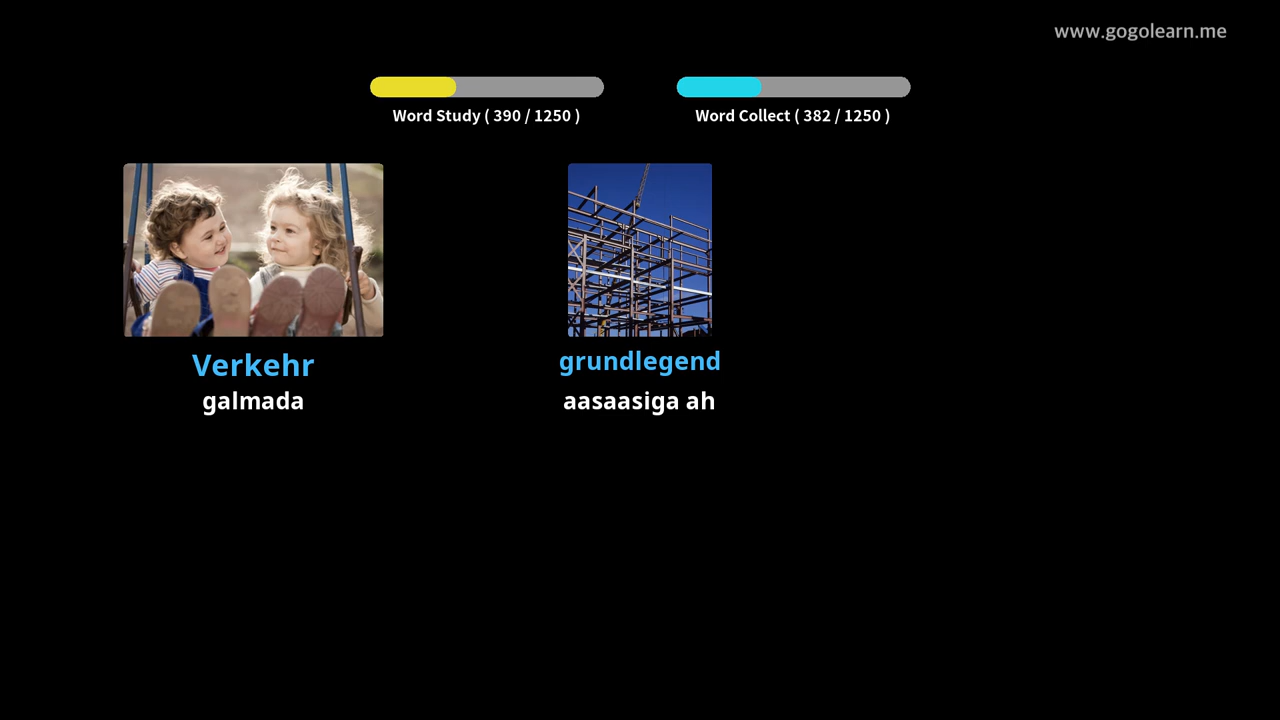 www.gogolearn.me
Word Study ( 390 / 1250 )
Word Collect ( 382 / 1250 )
Verkehr
galmada
grundlegend
aasaasiga ah